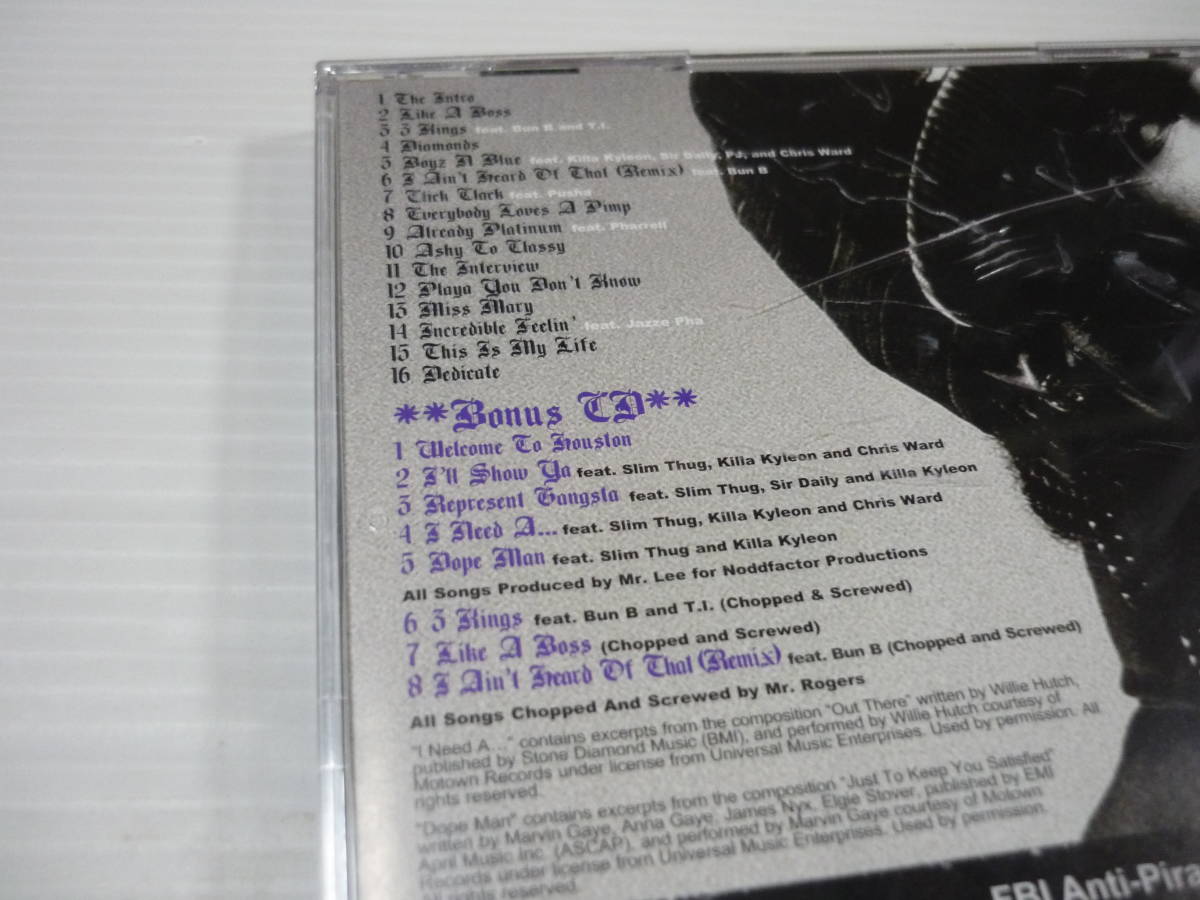 1 The Intro
2 Like A Boss
3 3 Kings feat. Bun B and T.I.
4 Diamonds
5 Boyz N Blue feat. Killa Kyleon, Sir Daily, PJ, and Chris Ward
6 I Ain't Heard Of That (Remix) feat. Bun B
7 Click Clack feat. Pusha
8 Everybody Loves A Pimp
9 Already Platinum feat. Pharrell
10 Ashy To Classy
11 The Interview
12 Playa You Don't Know
13 Miss Mary
14 Incredible Feelin' feat. Jazze Pha
15 This Is My Life
16 Dedicate
**Bonus CD**
1 Welcome To Houston
2 I'll Show Ya feat. Slim Thug, Killa Kyleon and Chris Ward
3 Represent Gangsta feat. Slim Thug, Sir Daily and Killa Kyleon
4 I Need A... feat. Slim Thug, Killa Kyleon and Chris Ward
5 Dope Man feat. Slim Thug and Killa Kyleon
All Songs Produced by Mr. Lee for Noddfactor Productions
6 3 Kings feat. Bun B and T.I. (Chopped & Screwed)
7 Like A Boss (Chopped and Screwed)
8 I Ain't Heard Of That (Remix) feat. Bun B (Chopped and Screwed)
All Songs Chopped And Screwed by Mr. Rogers
"I Need A..." contains excerpts from the composition "Out There" written by Willie Hutch,
published by Stone Diamond Music (BMI), and performed by Willie Hutch courtesy of
Motown Records under license from Universal Music Enterprises. Used by permission. All
rights reserved.
"Dope Man" contains excerpts from the composition "Just To Keep You Satisfied"
written by Marvin Gaye, Anna Gaye, James Nyx, Elgie Stover, published by EMI
April Music Inc. (ASCAP), and performed by Marvin Gaye courtesy of Motown
Records under license from Universal Music Enterprises. Used by permission.
All rights reserved.
FBI Anti-Pira